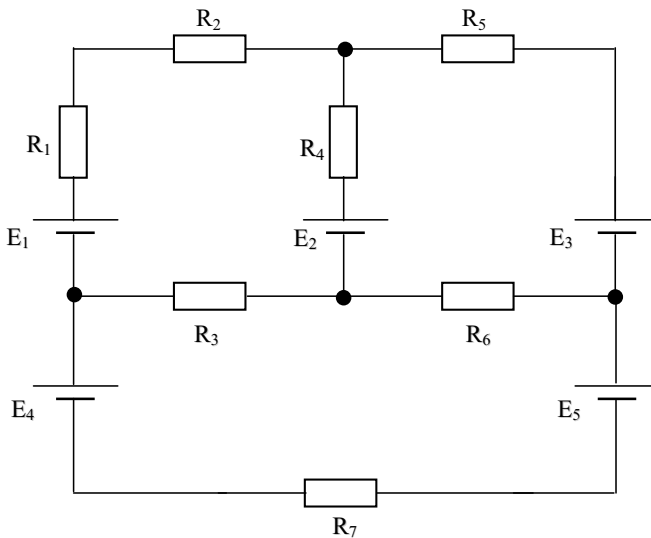 R₂ R₅
R₁ R₄
E₁ E₂ E₃
R₃ R₆
E₄ E₅
R₇